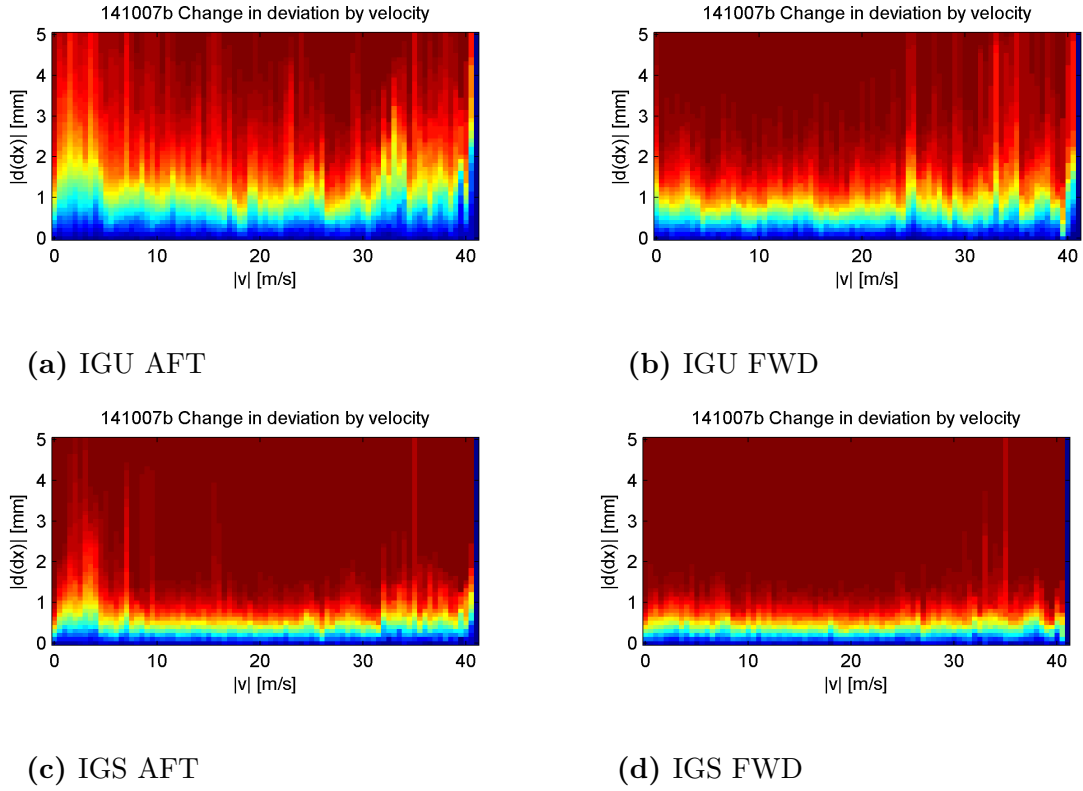 141007b Change in deviation by velocity
5
4
3
2
1
0
|d(dx)| [mm]
0 10 20 30 40
|v| [m/s]
(a) IGU AFT
141007b Change in deviation by velocity
5
4
3
2
1
0
|d(dx)| [mm]
0 10 20 30 40
|v| [m/s]
(b) IGU FWD
141007b Change in deviation by velocity
5
4
3
2
1
0
|d(dx)| [mm]
0 10 20 30 40
|v| [m/s]
(c) IGS AFT
141007b Change in deviation by velocity
5
4
3
2
1
0
|d(dx)| [mm]
0 10 20 30 40
|v| [m/s]
(d) IGS FWD